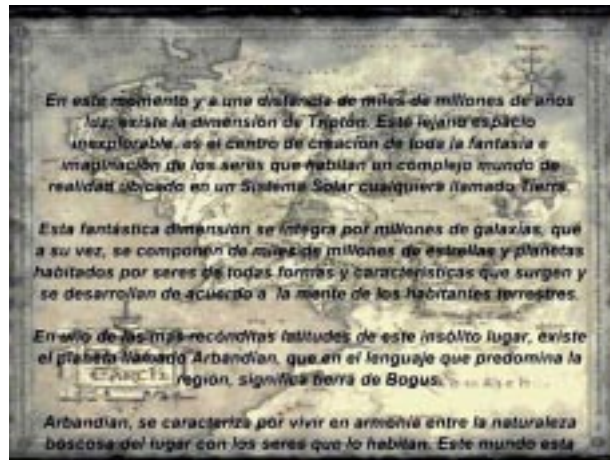 En este momento y a una distancia de miles de millones de años
luz, existe la dimensión de Triptón. Este lejano espacio
inexplorable, es el centro de creación de toda la fantasía e
imaginación de los seres que habitan un complejo mundo de
realidad ubicado en un Sistema Solar cualquiera llamado Tierra.
Esta fantástica dimensión se integra por millones de galaxias, que
a su vez, se componen de miles de millones de estrellas y planetas
habitados por seres de todas formas y características que surgen y
se desarrollan de acuerdo a la mente de los habitantes terrestres.
En uno de las más recónditas latitudes de este insólito lugar, existe
el planeta llamado Arbandian, que en el lenguaje que predomina la
región, significa tierra de Bogus.
Arbandian, se caracteriza por vivir en armonía entre la naturaleza
boscosa del lugar con los seres que lo habitan. Este mundo esta